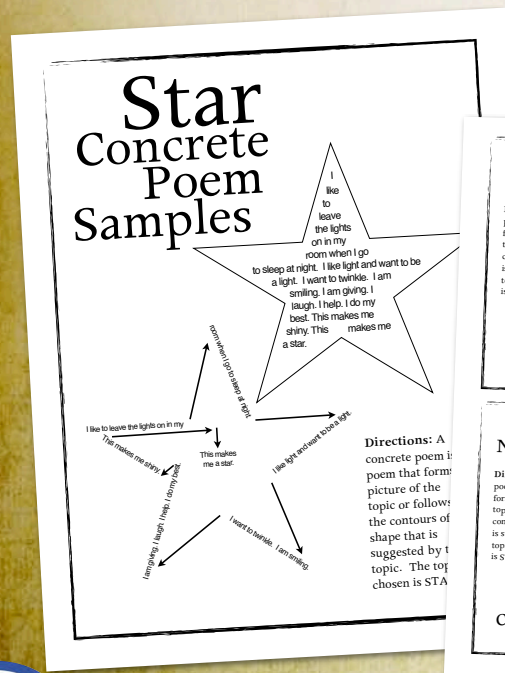 Star
Concrete
Poem
Samples
I
like
to
leave
the lights
on in my
room when I go
to sleep at night. I like light and want to be
a light. I want to twinkle. I am
smiling. I am giving. I
laugh. I help. I do my
best. This makes me
shiny. This makes me
a star.
I like to leave the lights on in my
room when I go to sleep at night.
I like light and want to be a light.
I want to twinkle. I am smiling.
I am giving. I laugh. I help. I do my best.
This makes me shiny.
This makes
me a star.
Directions: A
concrete poem is
poem that forms
picture of the
topic or follows
the contours of
shape that is
suggested by t
topic. The top
chosen is STA